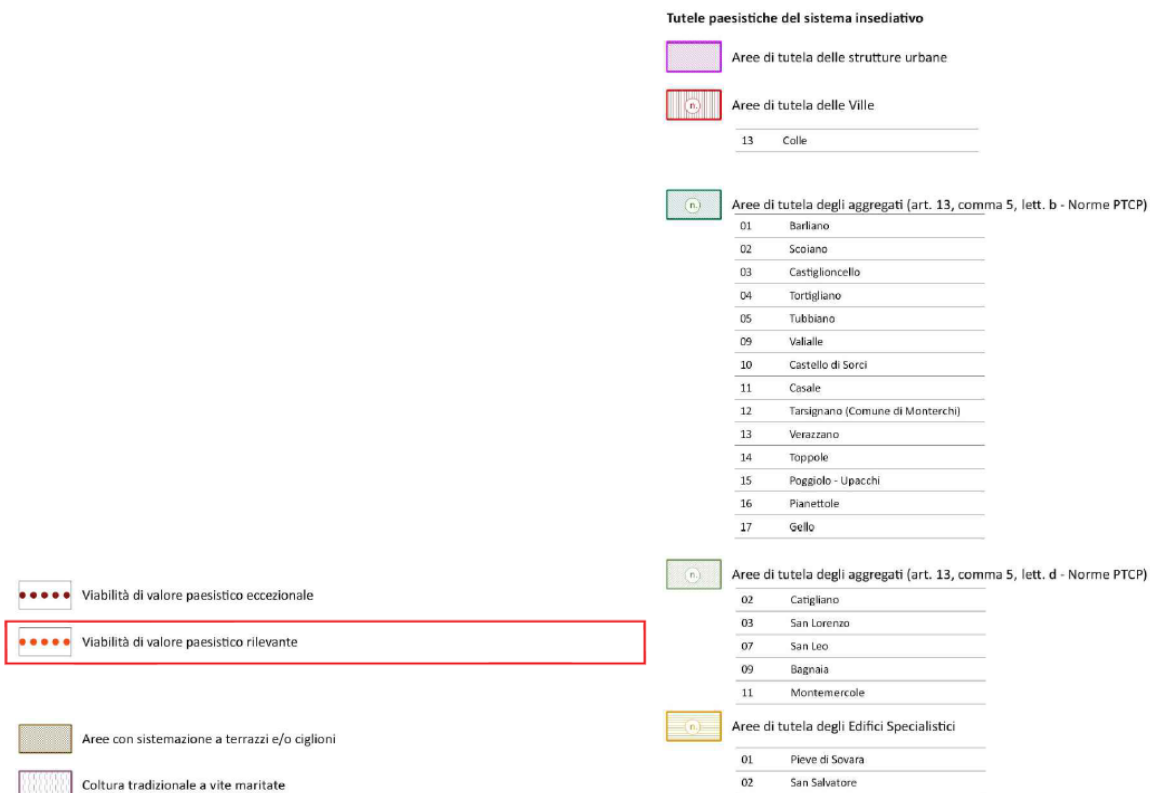 Tutele paesistiche del sistema insediativo
Aree di tutela delle strutture urbane
n. Aree di tutela delle Ville
13 Colle
n. Aree di tutela degli aggregati (art. 13, comma 5, lett. b - Norme PTCP)
01 Barliano
02 Scoiano
03 Castiglioncello
04 Tortigliano
05 Tubbiano
09 Valialle
10 Castello di Sorci
11 Casale
12 Tarsignano (Comune di Monterchi)
13 Verazzano
14 Toppole
15 Poggiolo - Upacchi
16 Pianettole
17 Gello
n. Aree di tutela degli aggregati (art. 13, comma 5, lett. d - Norme PTCP)
02 Catigliano
03 San Lorenzo
07 San Leo
09 Bagnaia
11 Montemercole
n. Aree di tutela degli Edifici Specialistici
01 Pieve di Sovara
02 San Salvatore
Viabilità di valore paesistico eccezionale
Viabilità di valore paesistico rilevante
Aree con sistemazione a terrazzi e/o ciglioni
Coltura tradizionale a vite maritate